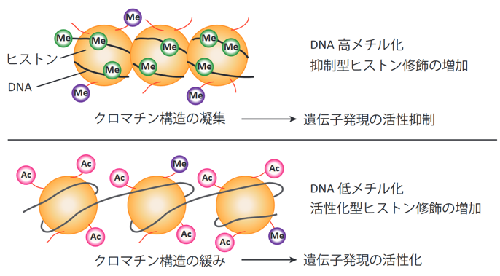 Me
Me Me Me
DNA 高メチル化
ヒストン
Me Me
抑制型ヒストン修飾の増加
Me Me
DNA
Me Me
クロマチン構造の凝集 遺伝子発現の活性抑制
Ac Ac Me Ac
DNA 低メチル化
活性化型ヒストン修飾の増加
Ac Ac Ac Me
クロマチン構造の緩み 遺伝子発現の活性化